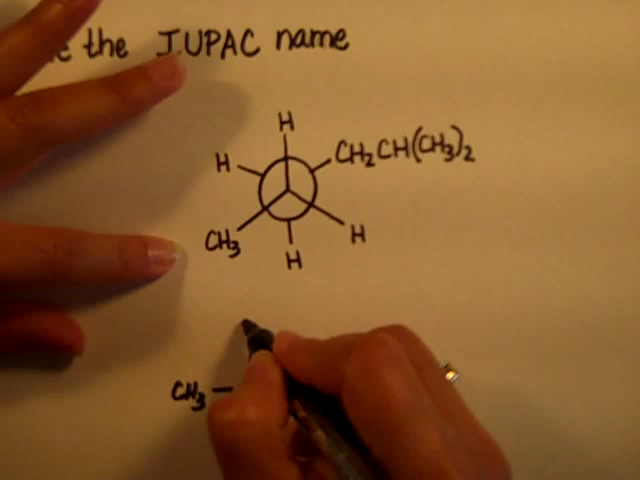 the IUPAC name
H
H CH₂CH(CH₃)₂
CH₃ H
H
CH₃ –